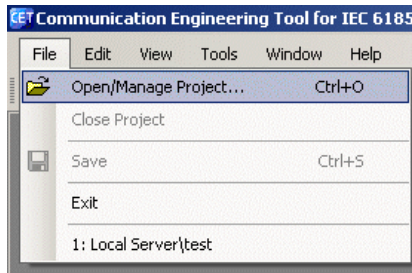 CET Communication Engineering Tool for IEC 6185
File Edit View Tools Window Help
Open/Manage Project... Ctrl+O
Close Project
Save Ctrl+S
Exit
1: Local Server\test